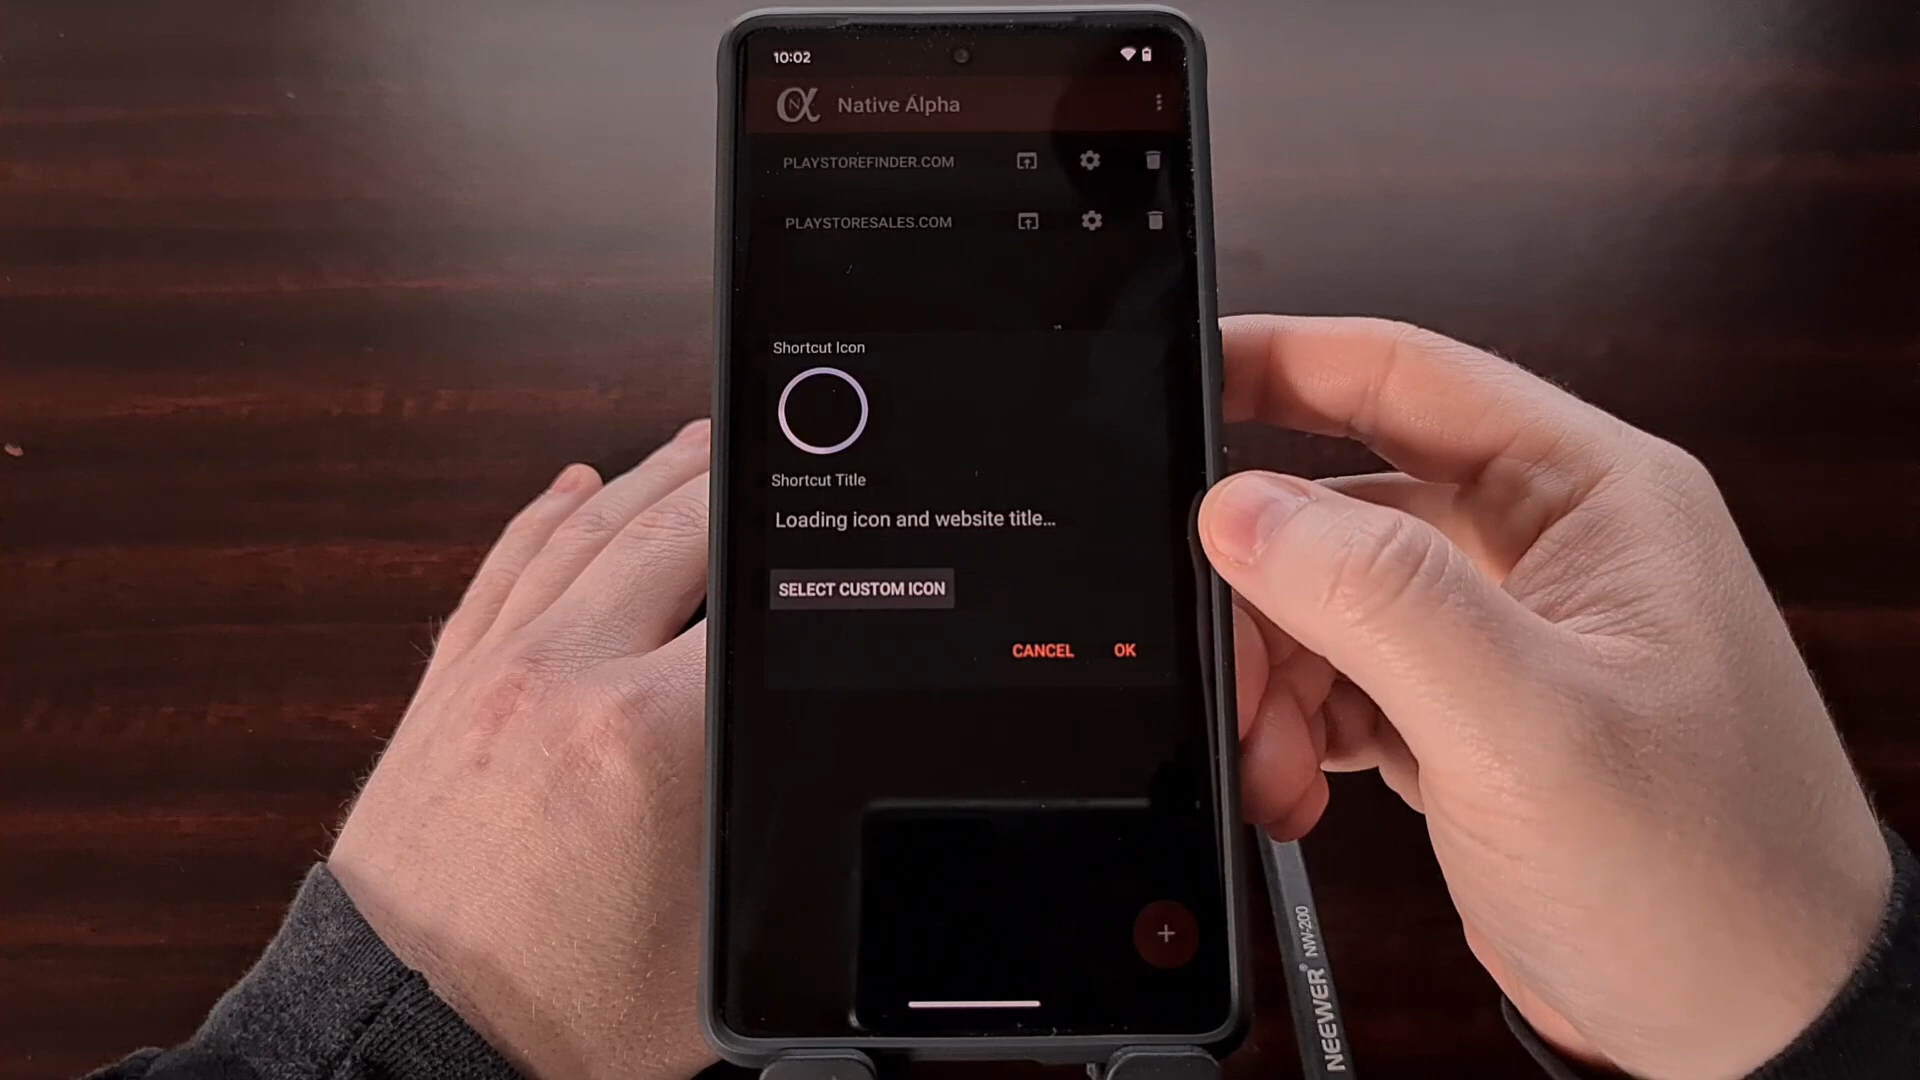 10:02
Native Alpha
PLAYSTOREFINDER.COM
PLAYSTORESALES.COM
Shortcut Icon
Shortcut Title
Loading icon and website title...
SELECT CUSTOM ICON
CANCEL OK
+
NEEWER® NW-200